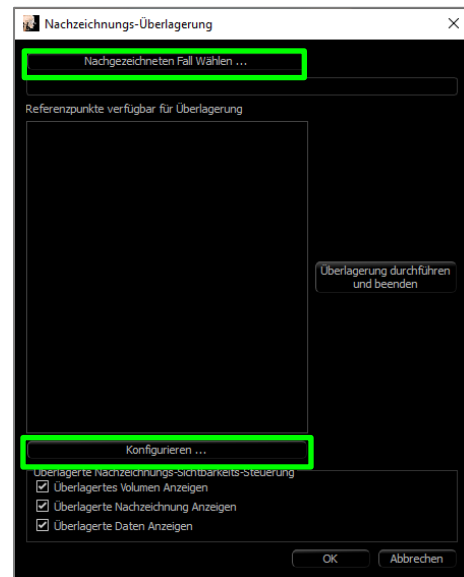 Nachzeichnungs-Überlagerung
Nachgezeichneten Fall Wählen ...
Referenzpunkte verfügbar für Überlagerung
Überlagerung durchführen
und beenden
Konfigurieren ...
Überlagerte Nachzeichnungs-Sichtbarkeits-Steuerung
Überlagertes Volumen Anzeigen
Überlagerte Nachzeichnung Anzeigen
Überlagerte Daten Anzeigen
OK
Abbrechen